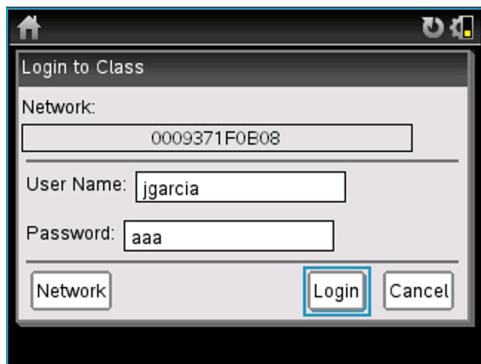 Login to Class
Network:
0009371F0B08
User Name: jgarcia
Password: aaa
Network Login Cancel